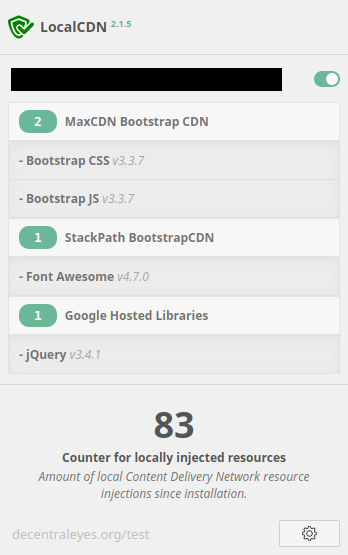 LocalCDN 2.1.5
2 MaxCDN Bootstrap CDN
- Bootstrap CSS v3.3.7
- Bootstrap JS v3.3.7
1 StackPath BootstrapCDN
- Font Awesome v4.7.0
1 Google Hosted Libraries
- jQuery v3.4.1
83
Counter for locally injected resources
Amount of local Content Delivery Network resource
injections since installation.
decentraleyes.org/test